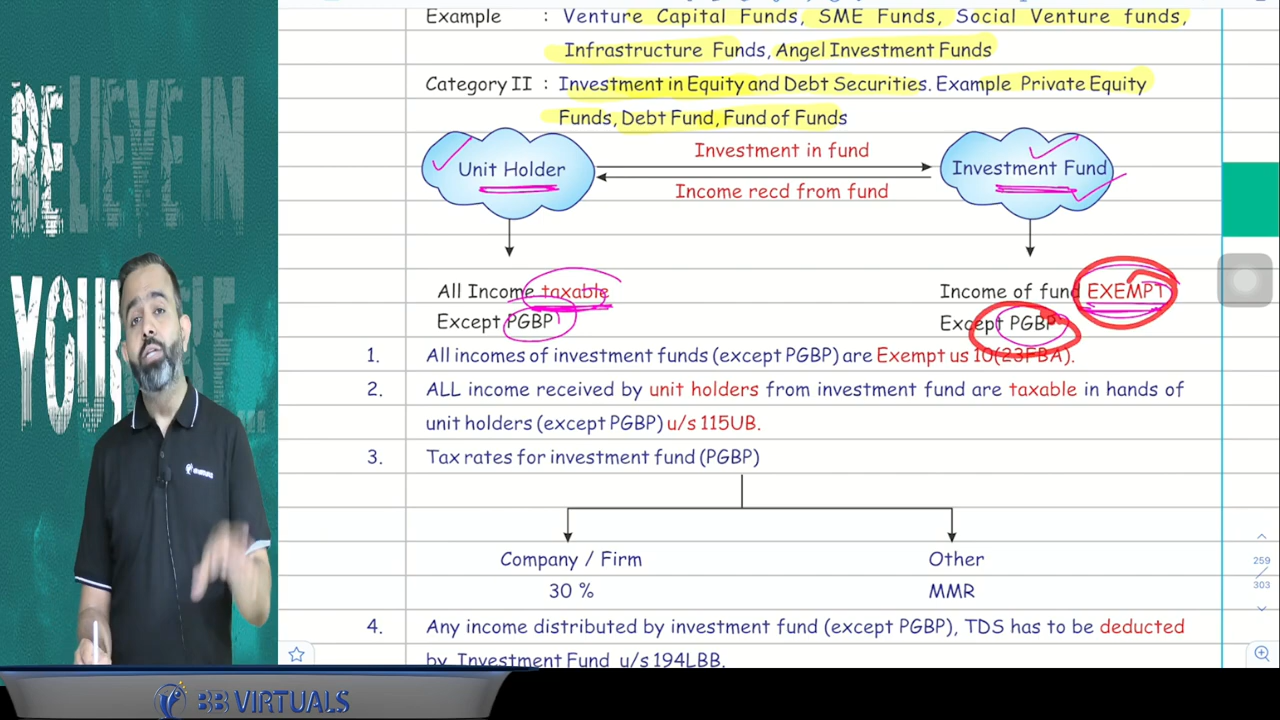 BELIEVE IN
YOURSELF...
Example : Venture Capital Funds, SME Funds, Social Venture funds,
Infrastructure Funds, Angel Investment Funds
Category II : Investment in Equity and Debt Securities. Example Private Equity
Funds, Debt Fund, Fund of Funds
Unit Holder
Investment in fund
Income recd from fund
Investment Fund
All Income taxable
Except PGBP
Income of fund EXEMPT
Except PGBP
1. All incomes of investment funds (except PGBP) are Exempt us 10(23FBA).
2. ALL income received by unit holders from investment fund are taxable in hands of
unit holders (except PGBP) u/s 115UB.
3. Tax rates for investment fund (PGBP)
Company / Firm
30 %
Other
MMR
4. Any income distributed by investment fund (except PGBP), TDS has to be deducted
by Investment Fund u/s 194LBB.
259
303
BB VIRTUALS